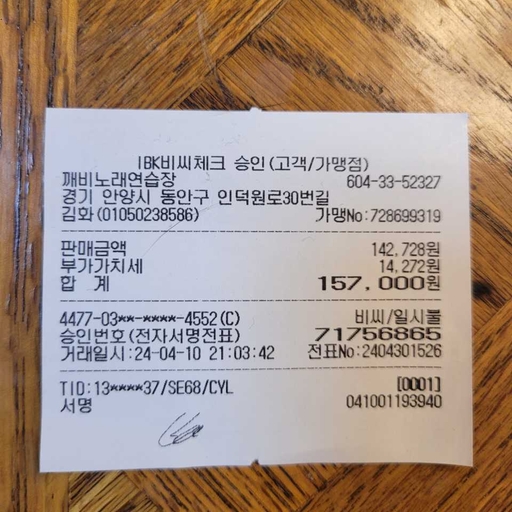 IBK비씨체크 승인(고객/가맹점)
깨비노래연습장 604-33-52327
경기 안양시 동안구 인덕원로30번길
김화(01050238586) 가맹No:728699319
판매금액 142,728원
부가가치세 14,272원
합 계 157,000원
4477-03**-****-4552(C) 비씨/일시불
승인번호(전자서명전표) 71756865
거래일시:24-04-10 21:03:42 전표No:2404301526
TID:13****37/SE68/CYL [0001]
서명 041001193940